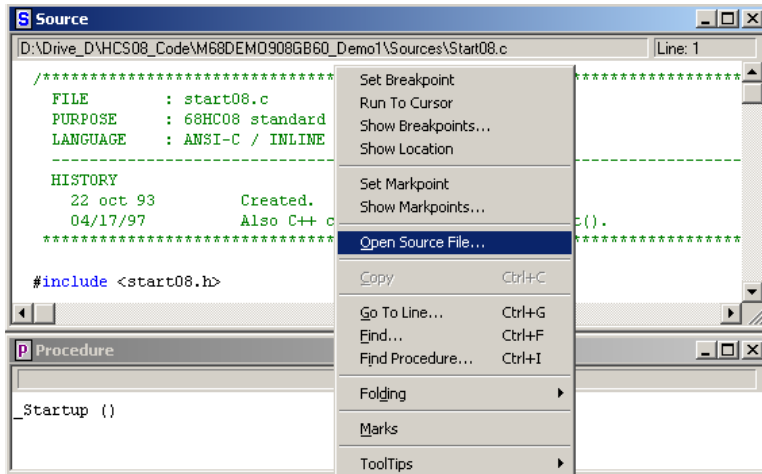 Source
D:\Drive_D\HCS08_Code\M68DEMO908GB60_Demo1\Sources\Start08.c
Line: 1
/*******************************
FILE : start08.c
PURPOSE : 68HC08 standard
LANGUAGE : ANSI-C / INLINE
HISTORY
22 oct 93 Created.
04/17/97 Also C++ c t().
*******************************
#include <start08.h>
Set Breakpoint
Run To Cursor
Show Breakpoints...
Show Location
Set Markpoint
Show Markpoints...
Open Source File...
Copy Ctrl+C
Go To Line... Ctrl+G
Find... Ctrl+F
Find Procedure... Ctrl+I
Folding
Marks
ToolTips
Procedure
_Startup ()